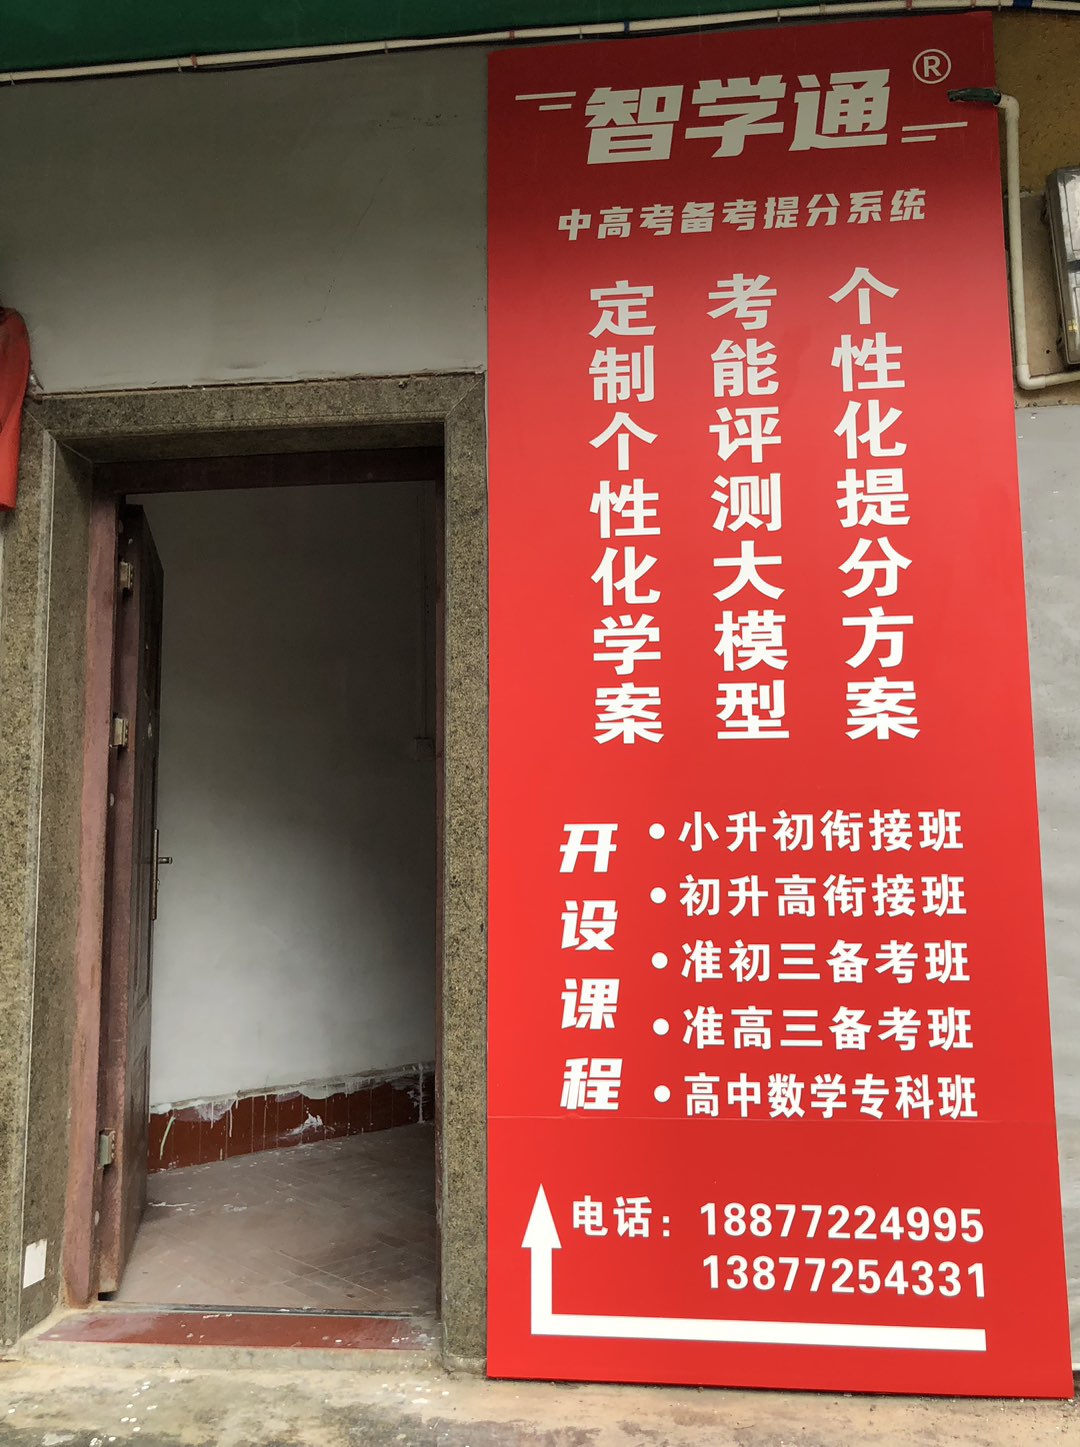 智学通®
中高考备考提分系统
个性化提分方案
考能评测大模型
定制个性化学案
开设课程
•小升初衔接班
•初升高衔接班
•准初三备考班
•准高三备考班
•高中数学专科班
电话：18877224995
13877254331